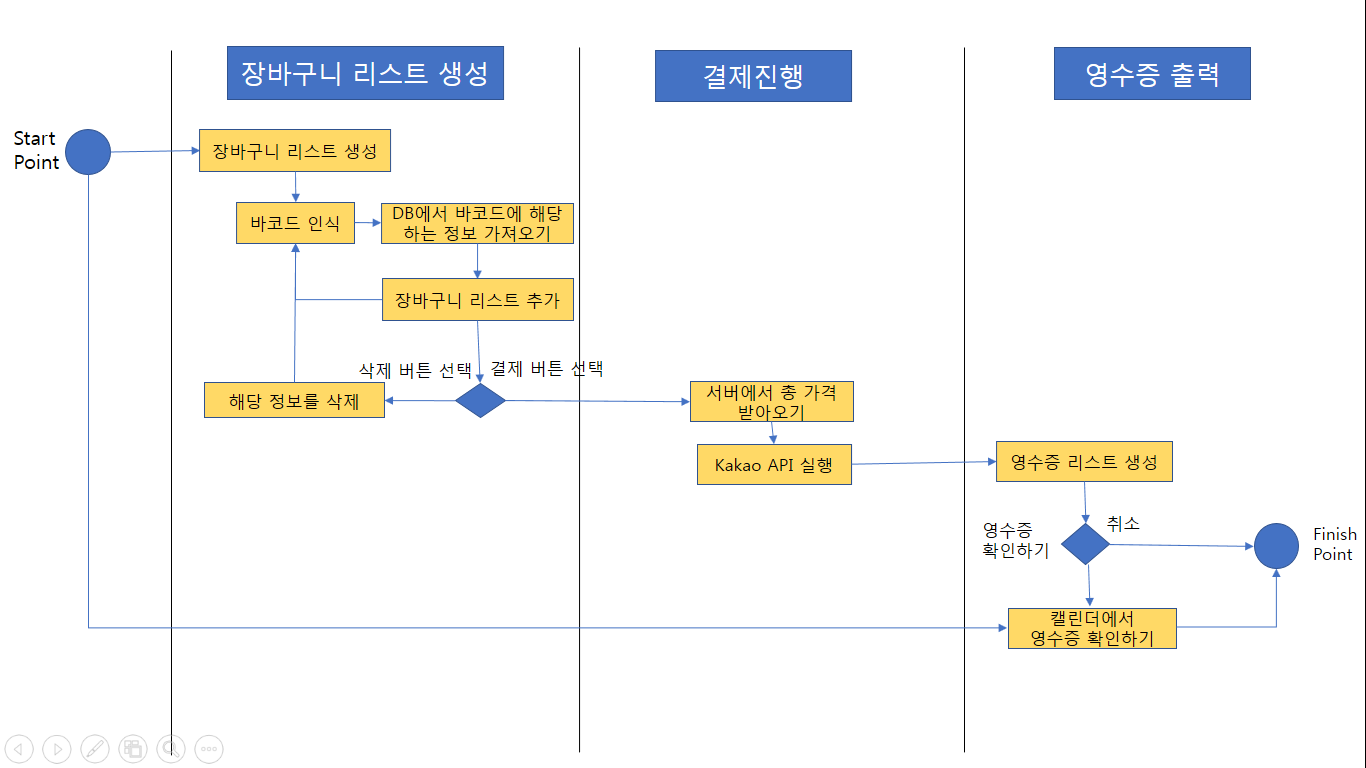 장바구니 리스트 생성
결제진행
영수증 출력
Start
Point
장바구니 리스트 생성
바코드 인식
DB에서 바코드에 해당
하는 정보 가져오기
장바구니 리스트 추가
삭제 버튼 선택
결제 버튼 선택
해당 정보를 삭제
서버에서 총 가격
받아오기
Kakao API 실행
영수증 리스트 생성
영수증
확인하기
취소
Finish
Point
캘린더에서
영수증 확인하기